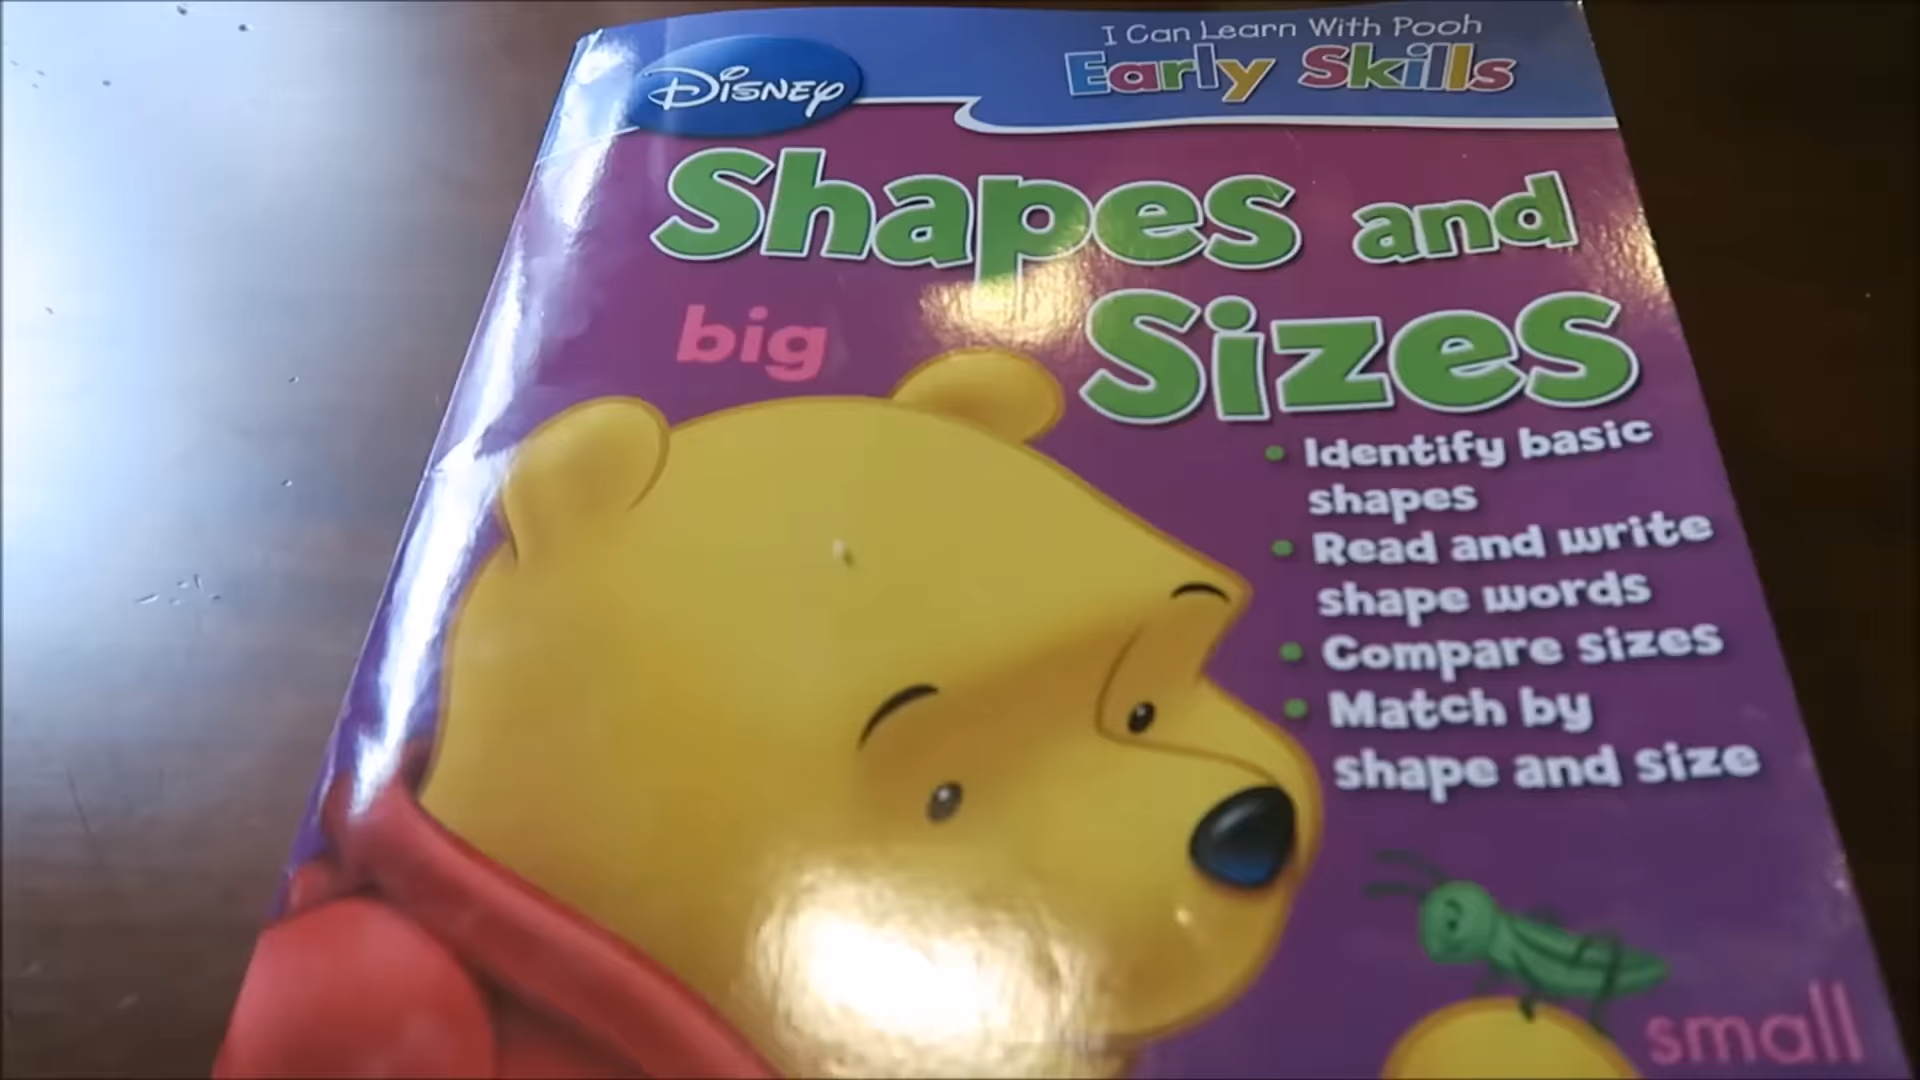 Disney
I Can Learn With Pooh
Early Skills
Shapes and
Sizes
big
• Identify basic
shapes
• Read and write
shape words
• Compare sizes
• Match by
shape and size
small